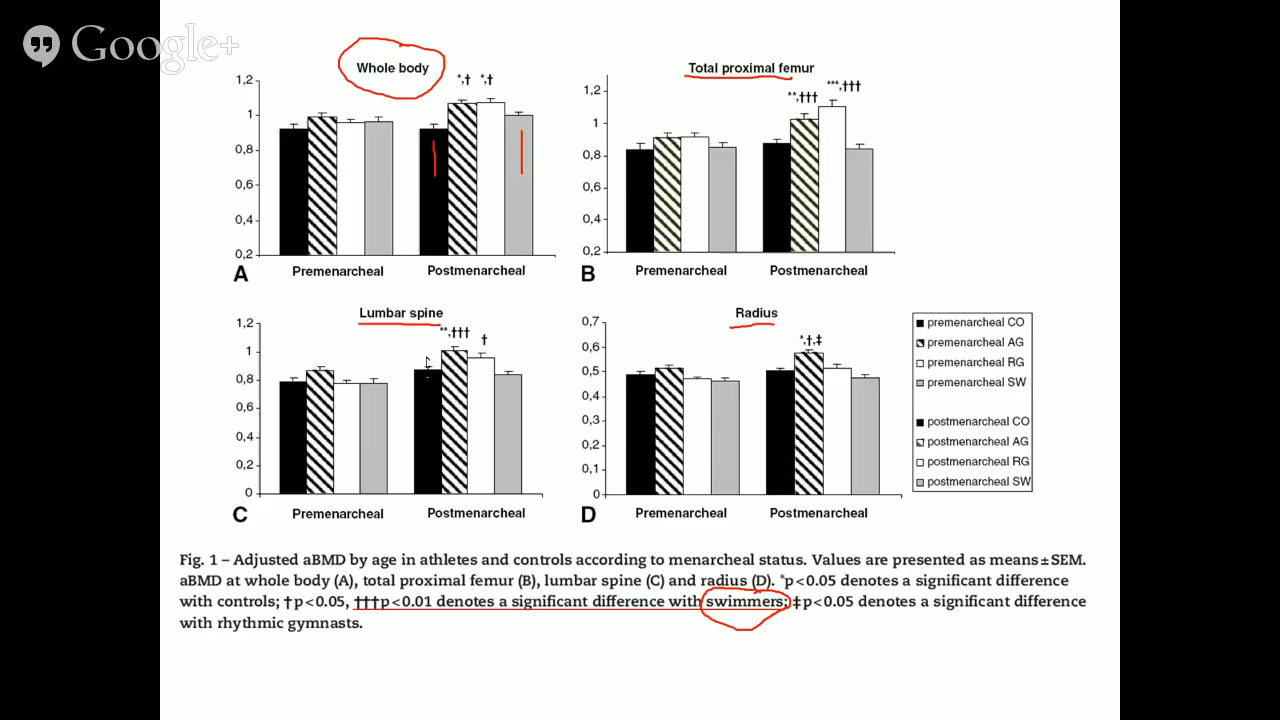 Google+
Whole body
*,† *,†
1,2
1
0,8
0,6
0,4
0,2
Premenarcheal Postmenarcheal
A
Total proximal femur
**,††† ***,†††
1,2
1
0,8
0,6
0,4
0,2
Premenarcheal Postmenarcheal
B
Lumbar spine
**,††† †
1,2
1
0,8
0,6
0,4
0,2
0
Premenarcheal Postmenarcheal
C
Radius
*,†,‡
0,7
0,6
0,5
0,4
0,3
0,2
0,1
0
Premenarcheal Postmenarcheal
D
premenarcheal CO
premenarcheal AG
premenarcheal RG
premenarcheal SW
postmenarcheal CO
postmenarcheal AG
postmenarcheal RG
postmenarcheal SW
Fig. 1 – Adjusted aBMD by age in athletes and controls according to menarcheal status. Values are presented as means ± SEM.
aBMD at whole body (A), total proximal femur (B), lumbar spine (C) and radius (D). *p < 0.05 denotes a significant difference
with controls; † p < 0.05, †††p < 0.01 denotes a significant difference with swimmers; ‡ p < 0.05 denotes a significant difference
with rhythmic gymnasts.